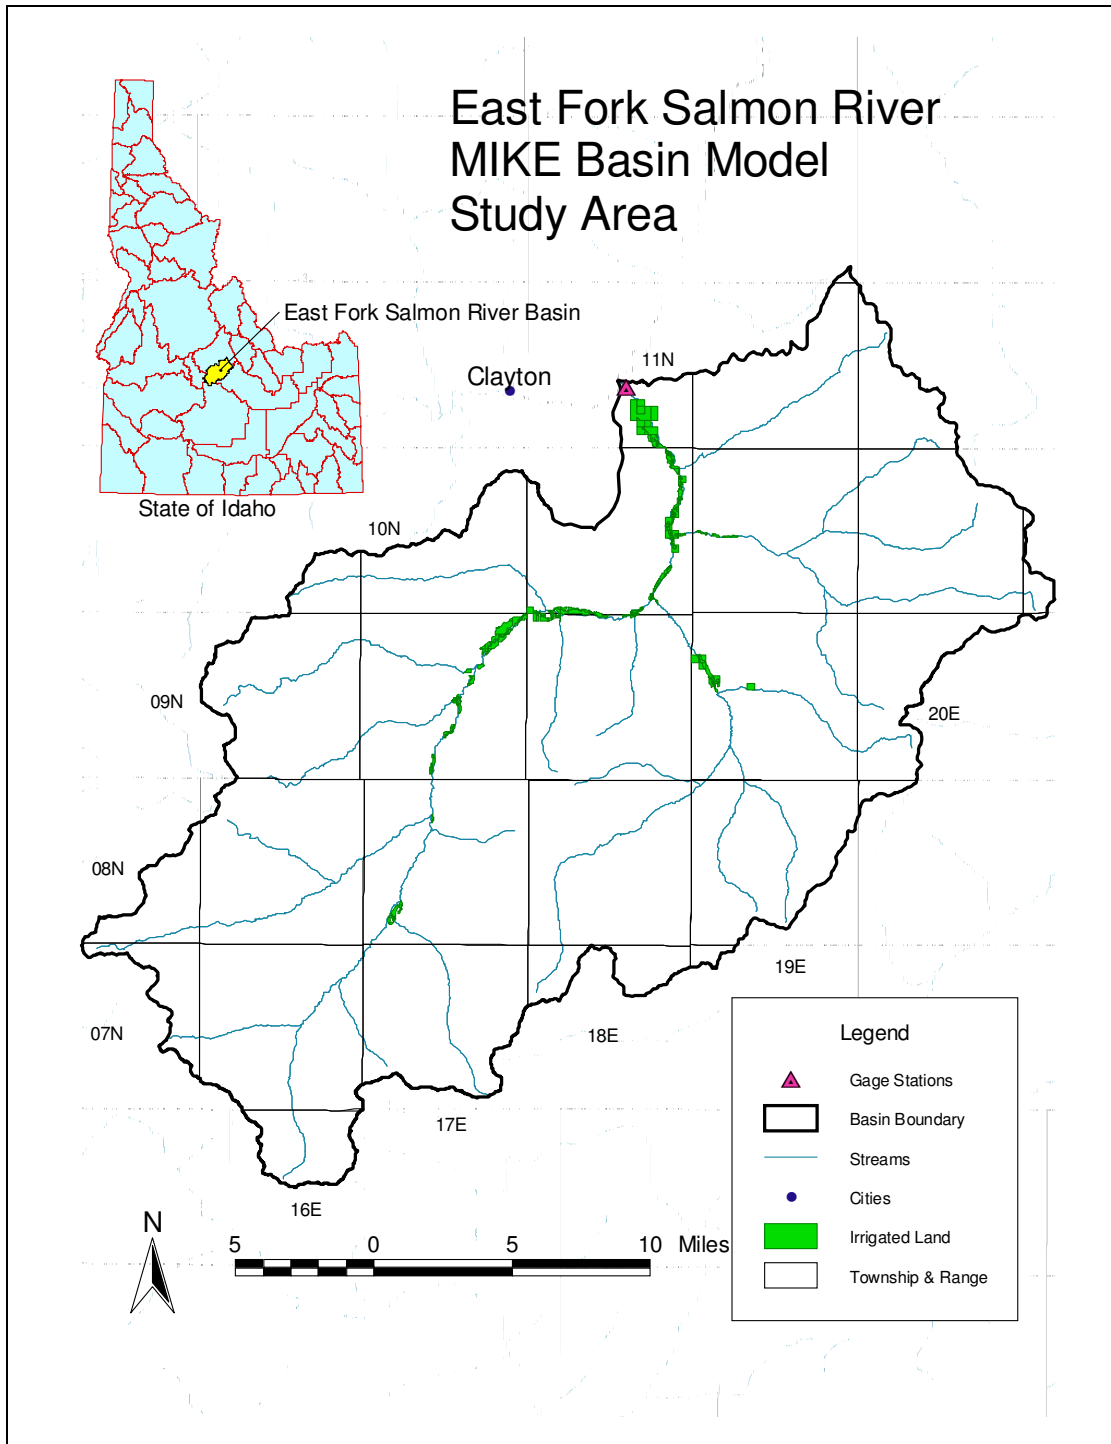 East Fork Salmon River
MIKE Basin Model
Study Area
East Fork Salmon River Basin
State of Idaho
Clayton
11N
10N
09N
20E
08N
19E
07N
18E
17E
16E
N
5 0 5 10 Miles
Legend
Gage Stations
Basin Boundary
Streams
Cities
Irrigated Land
Township & Range